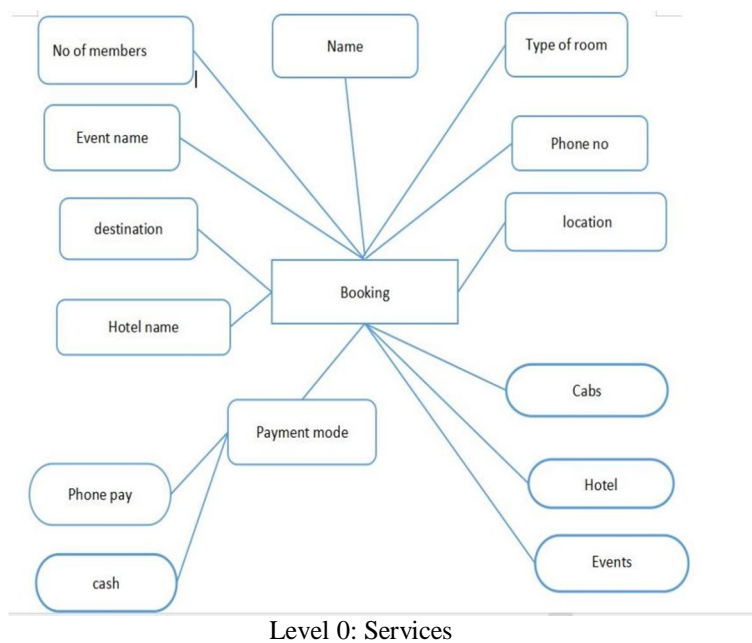 No of members
Name
Type of room
Event name
Phone no
destination
location
Booking
Hotel name
Cabs
Payment mode
Hotel
Phone pay
Events
cash
Level 0: Services